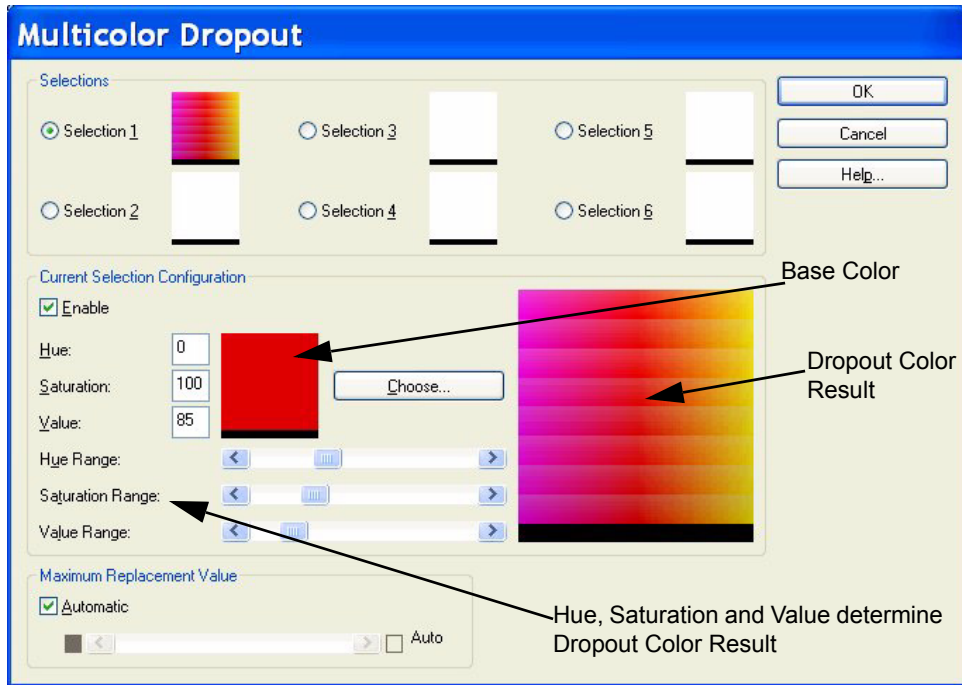 Multicolor Dropout
Selections
Selection 1
Selection 3
Selection 5
Selection 2
Selection 4
Selection 6
OK
Cancel
Help...
Current Selection Configuration
Enable
Hue: 0
Saturation: 100
Value: 85
Choose...
Hue Range:
Saturation Range:
Value Range:
Base Color
Dropout Color
Result
Maximum Replacement Value
Automatic
Auto
Hue, Saturation and Value determine
Dropout Color Result